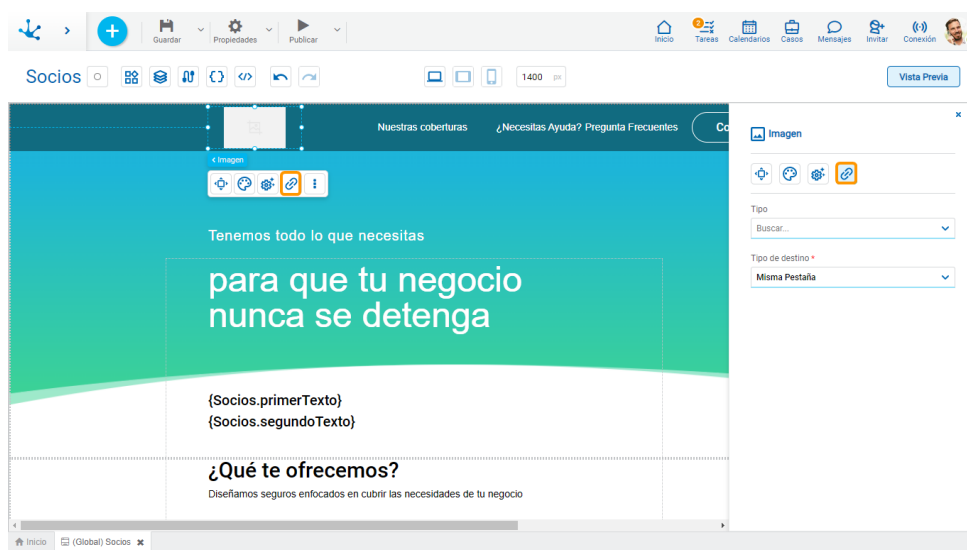 Guardar
Propiedades
Publicar
Inicio
2
Tareas
Calendarios
Casos
Mensajes
Invitar
Conexión
Socios
1400 px
Vista Previa
Nuestras coberturas
¿Necesitas Ayuda? Pregunta Frecuentes
Co
Imagen
Tenemos todo lo que necesitas
para que tu negocio
nunca se detenga
{Socios.primerTexto}
{Socios.segundoTexto}
¿Qué te ofrecemos?
Diseñamos seguros enfocados en cubrir las necesidades de tu negocio
Imagen
Tipo
Buscar...
Tipo de destino *
Misma Pestaña
Inicio
(Global) Socios